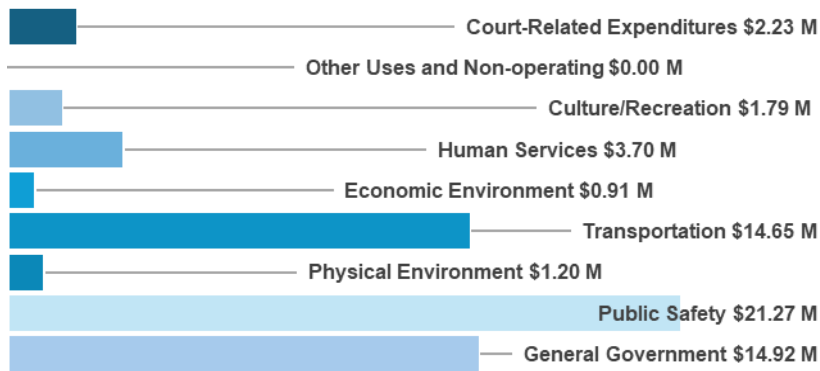 Court-Related Expenditures $2.23 M
Other Uses and Non-operating $0.00 M
Culture/Recreation $1.79 M
Human Services $3.70 M
Economic Environment $0.91 M
Transportation $14.65 M
Physical Environment $1.20 M
Public Safety $21.27 M
General Government $14.92 M